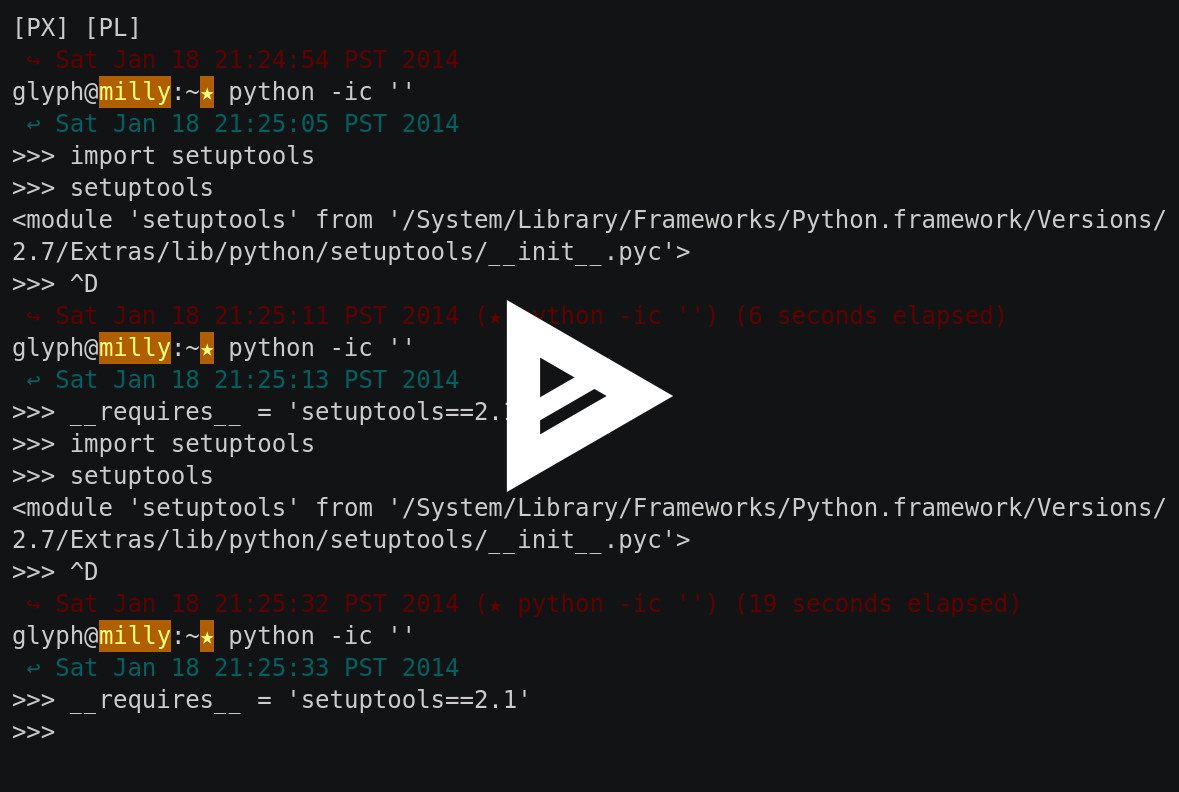 [PX] [PL]
↪ Sat Jan 18 21:24:54 PST 2014
glyph@milly:~★ python -ic ''
↩ Sat Jan 18 21:25:05 PST 2014
>>> import setuptools
>>> setuptools
<module 'setuptools' from '/System/Library/Frameworks/Python.framework/Versions/
2.7/Extras/lib/python/setuptools/__init__.pyc'>
>>> ^D
↪ Sat Jan 18 21:25:11 PST 2014 (★ python -ic '') (6 seconds elapsed)
glyph@milly:~★ python -ic ''
↩ Sat Jan 18 21:25:13 PST 2014
>>> __requires__ = 'setuptools==2.
>>> import setuptools
>>> setuptools
<module 'setuptools' from '/System/Library/Frameworks/Python.framework/Versions/
2.7/Extras/lib/python/setuptools/__init__.pyc'>
>>> ^D
↪ Sat Jan 18 21:25:32 PST 2014 (★ python -ic '') (19 seconds elapsed)
glyph@milly:~★ python -ic ''
↩ Sat Jan 18 21:25:33 PST 2014
>>> __requires__ = 'setuptools==2.1'
>>>